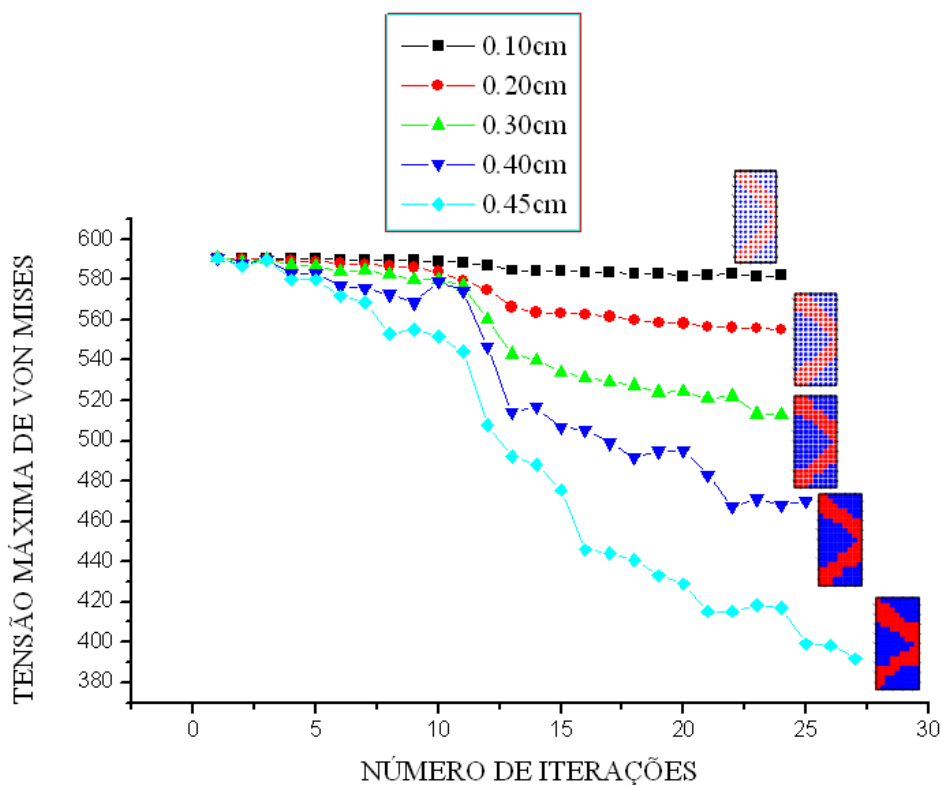 0.10cm
0.20cm
0.30cm
0.40cm
0.45cm
TENSÃO MÁXIMA DE VON MISES
600
580
560
540
520
500
480
460
440
420
400
380
0 5 10 15 20 25 30
NÚMERO DE ITERAÇÕES